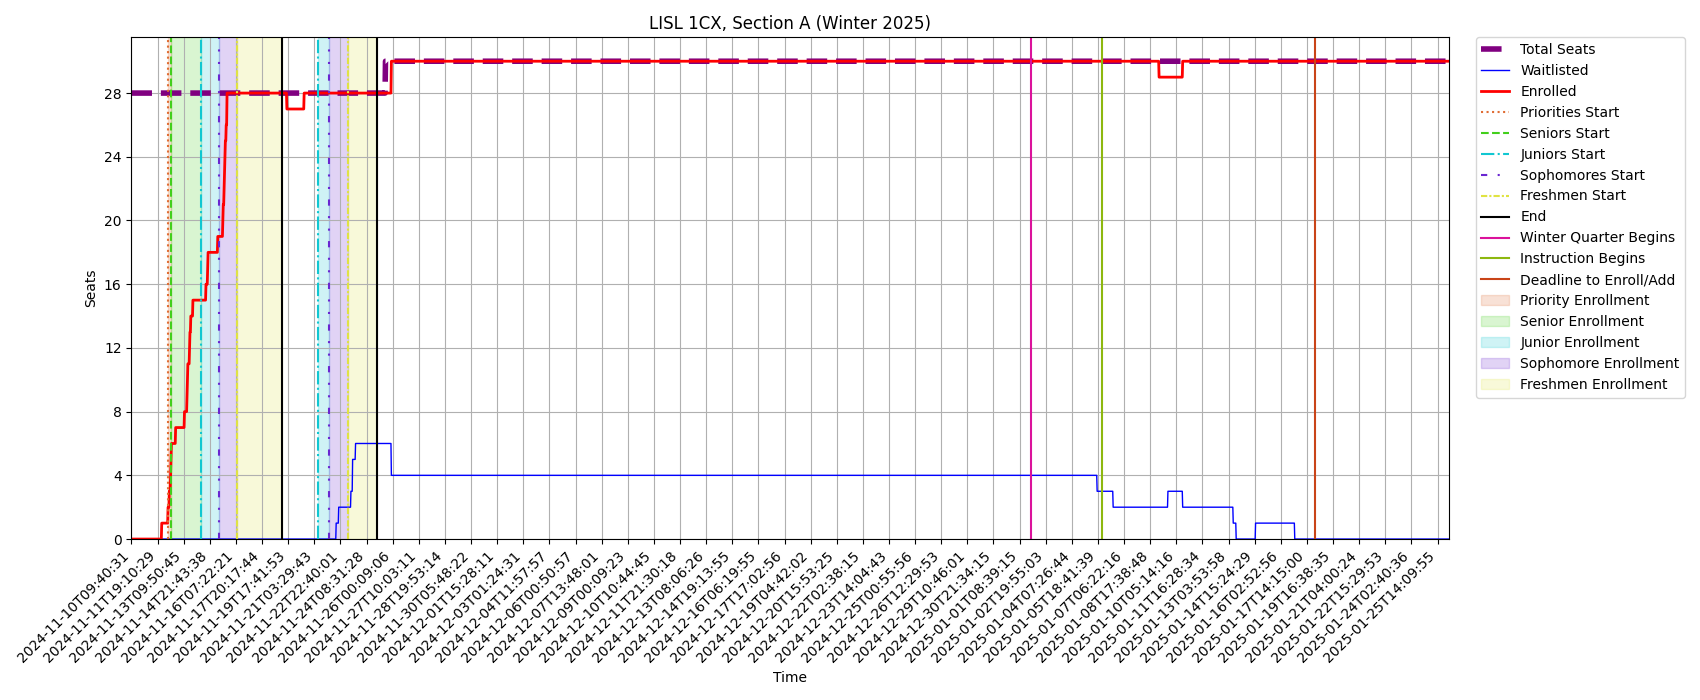 LISL 1CX, Section A (Winter 2025)
Seats
28
24
20
16
12
8
4
0
2024-11-10T09:40:31
2024-11-11T19:10:29
2024-11-13T09:50:45
2024-11-14T21:43:38
2024-11-16T07:22:21
2024-11-17T20:17:44
2024-11-19T17:41:53
2024-11-21T03:29:43
2024-11-22T22:40:01
2024-11-24T08:31:28
2024-11-26T00:09:06
2024-11-27T10:03:11
2024-11-28T19:53:14
2024-11-30T05:48:22
2024-12-01T15:28:11
2024-12-03T01:24:31
2024-12-04T11:57:57
2024-12-06T00:50:57
2024-12-07T13:48:01
2024-12-09T00:09:23
2024-12-10T10:44:45
2024-12-11T21:30:18
2024-12-13T08:06:26
2024-12-14T19:13:55
2024-12-16T06:19:55
2024-12-17T17:02:56
2024-12-19T04:42:02
2024-12-20T15:53:25
2024-12-22T02:38:15
2024-12-23T14:04:43
2024-12-25T00:55:56
2024-12-26T12:29:53
2024-12-29T10:46:01
2024-12-30T21:34:15
2025-01-01T08:39:15
2025-01-02T19:55:03
2025-01-04T07:26:44
2025-01-05T18:41:39
2025-01-07T06:22:16
2025-01-08T17:38:48
2025-01-10T05:14:16
2025-01-11T16:28:34
2025-01-13T03:53:58
2025-01-14T15:24:29
2025-01-16T02:52:56
2025-01-17T14:15:00
2025-01-19T16:38:35
2025-01-21T04:00:24
2025-01-22T15:29:53
2025-01-24T02:40:36
2025-01-25T14:09:55
Time
Total Seats
Waitlisted
Enrolled
Priorities Start
Seniors Start
Juniors Start
Sophomores Start
Freshmen Start
End
Winter Quarter Begins
Instruction Begins
Deadline to Enroll/Add
Priority Enrollment
Senior Enrollment
Junior Enrollment
Sophomore Enrollment
Freshmen Enrollment